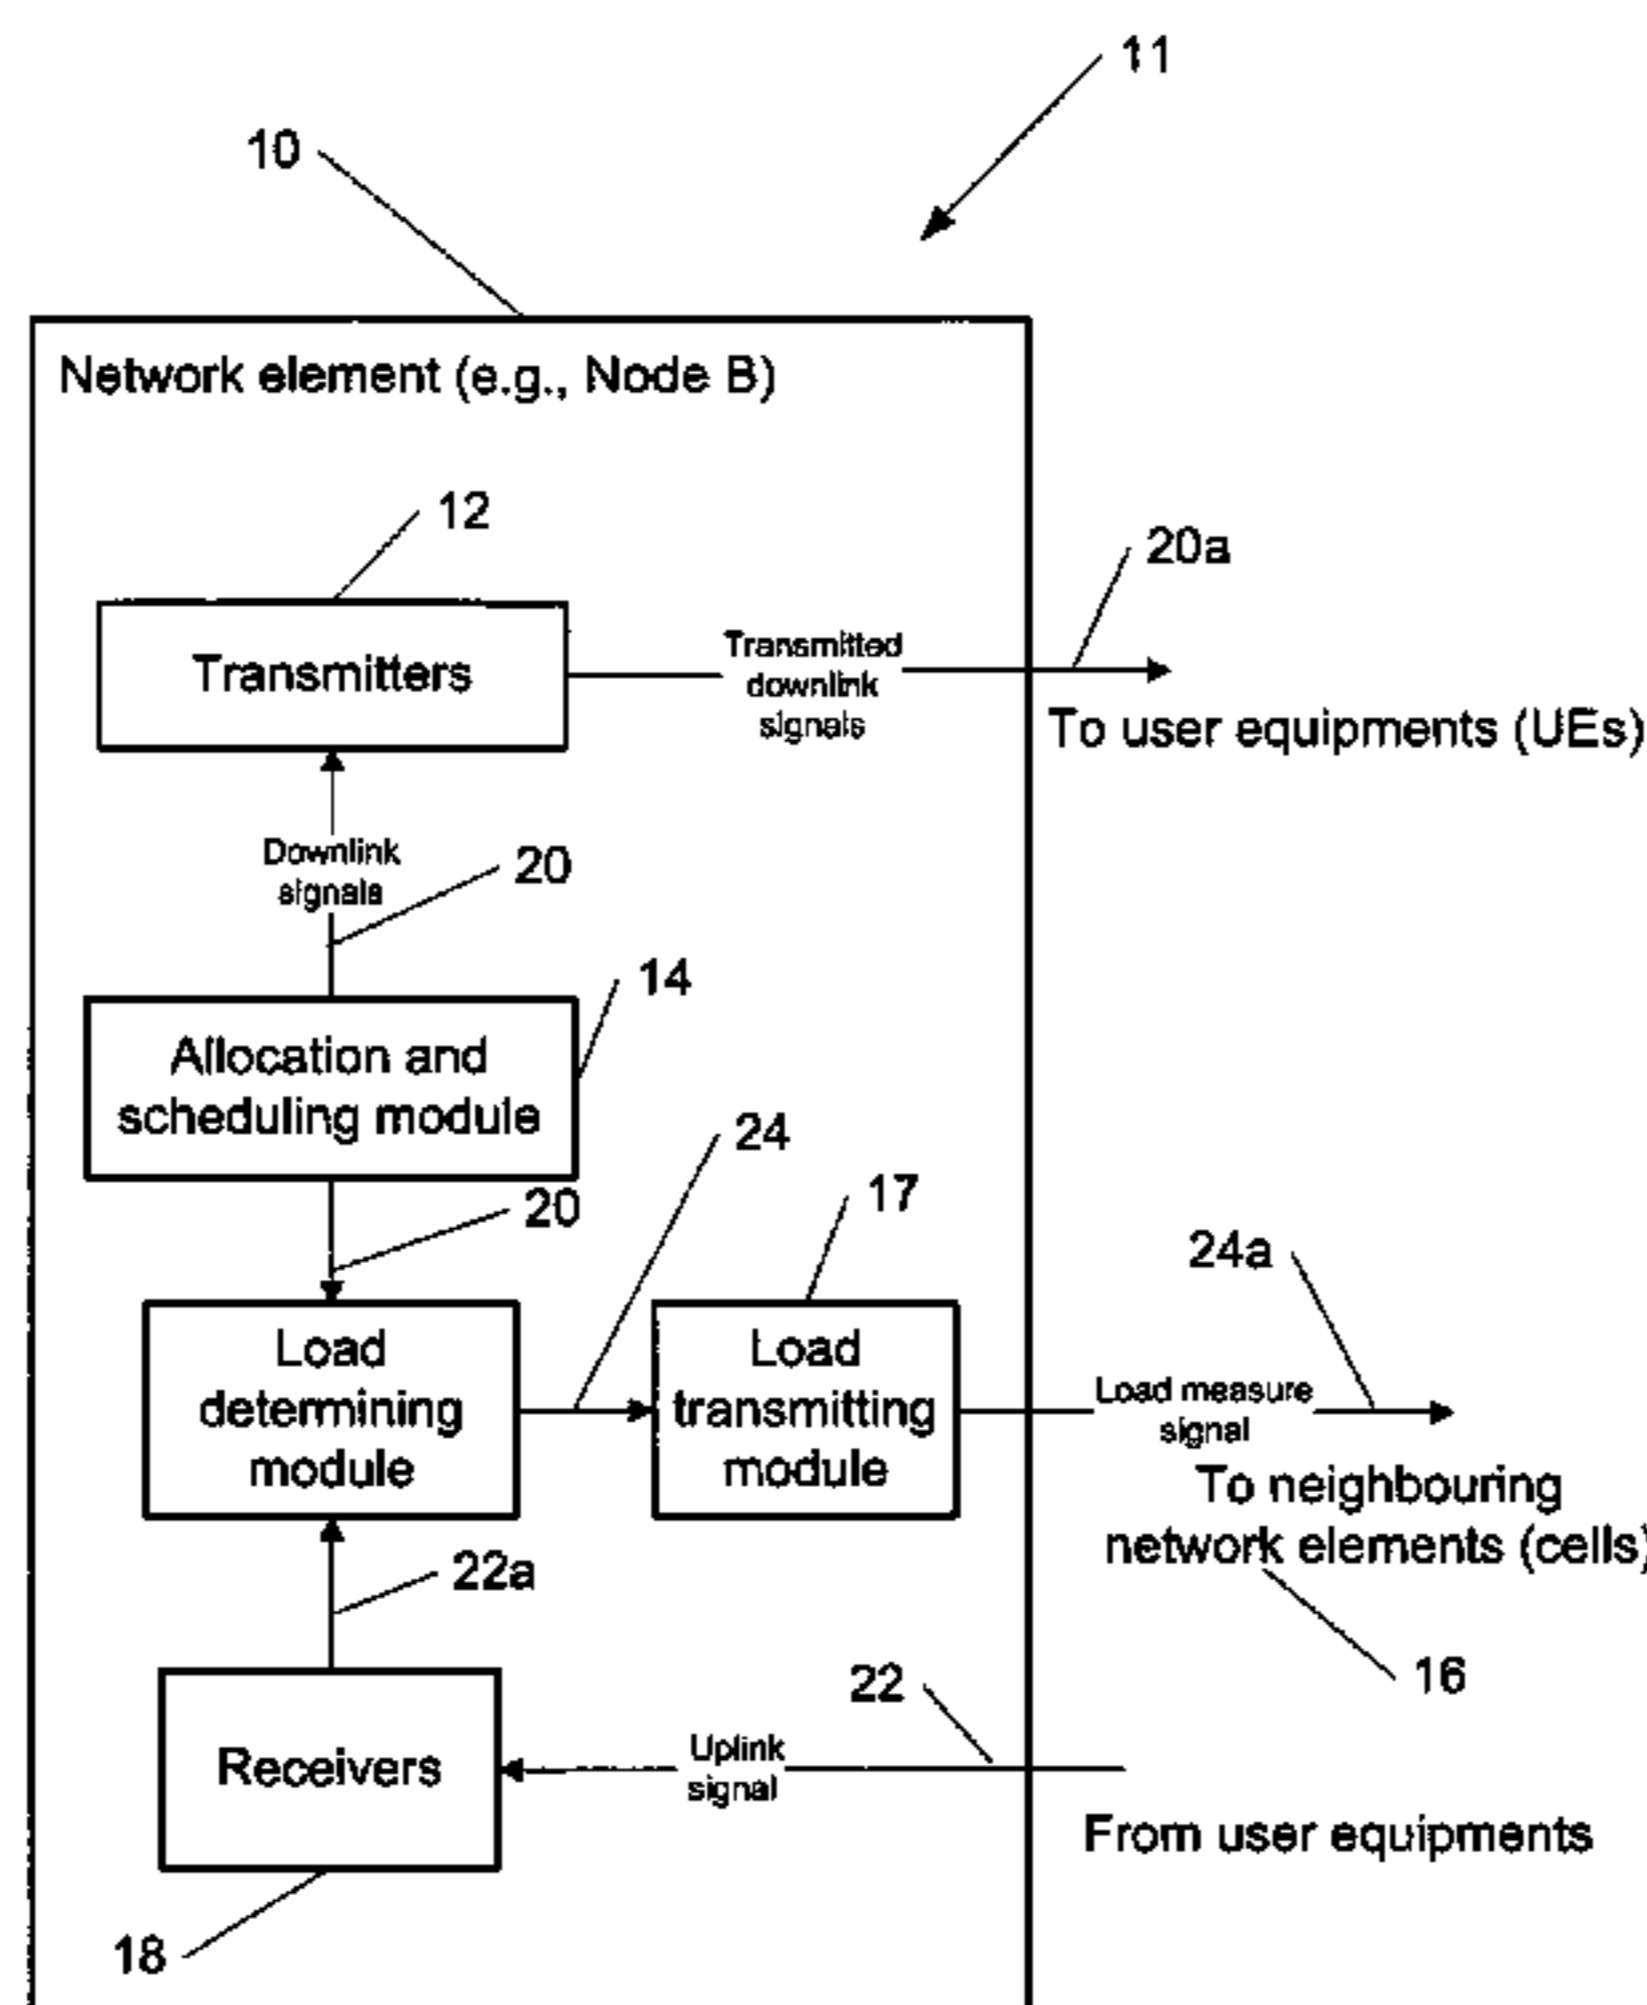 11
10
Network element (e.g., Node B)
12
20a
Transmitters
Transmitted
downlink
signals
To user equipments (UEs)
Downlink
signals
20
14
Allocation and
scheduling module
24
17
20
24a
Load
determining
module
Load
transmitting
module
Load measure
signal
To neighbouring
network elements (cells)
22a
16
22
Receivers
Uplink
signal
From user equipments
18